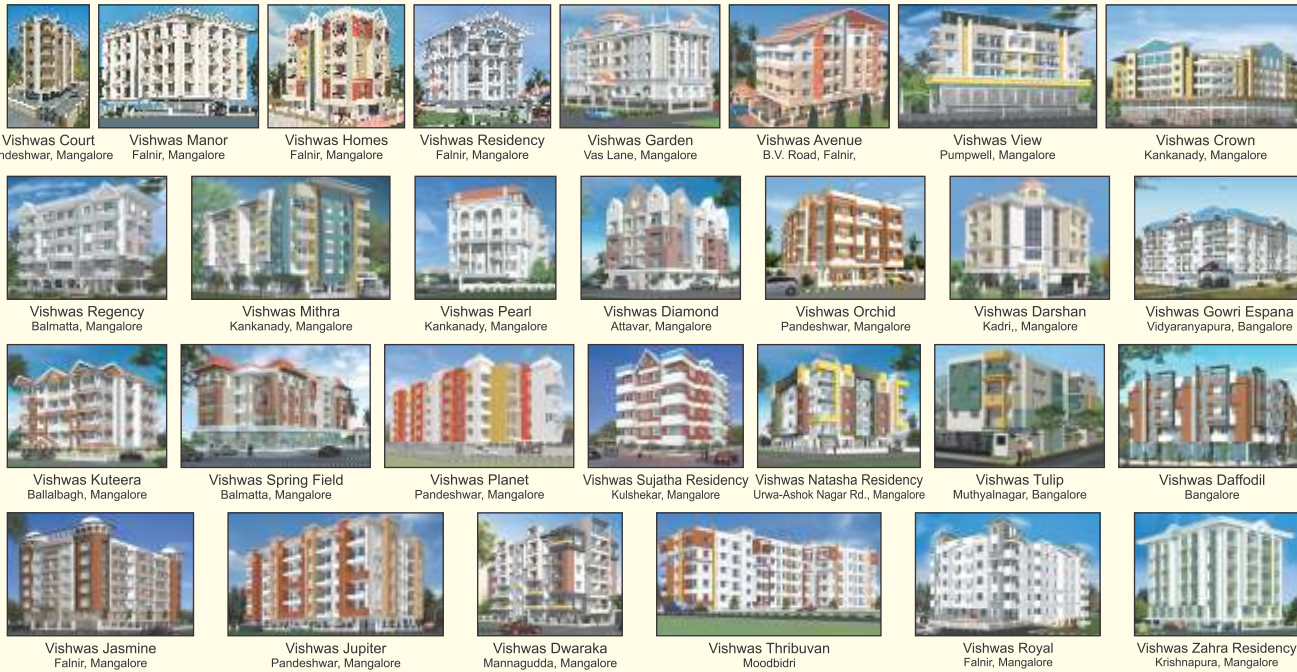 Vishwas Court
ndeshwar, Mangalore
Vishwas Manor
Falnir, Mangalore
Vishwas Homes
Falnir, Mangalore
Vishwas Residency
Falnir, Mangalore
Vishwas Garden
Vas Lane, Mangalore
Vishwas Avenue
B.V. Road, Falnir,
Vishwas View
Pumpwell, Mangalore
Vishwas Crown
Kankanady, Mangalore
Vishwas Regency
Balmatta, Mangalore
Vishwas Mithra
Kankanady, Mangalore
Vishwas Pearl
Kankanady, Mangalore
Vishwas Diamond
Attavar, Mangalore
Vishwas Orchid
Pandeshwar, Mangalore
Vishwas Darshan
Kadri,, Mangalore
Vishwas Gowri Espana
Vidyaranyapura, Bangalore
Vishwas Kuteera
Ballalbagh, Mangalore
Vishwas Spring Field
Balmatta, Mangalore
Vishwas Planet
Pandeshwar, Mangalore
Vishwas Sujatha Residency
Kulshekar, Mangalore
Vishwas Natasha Residency
Urwa-Ashok Nagar Rd., Mangalore
Vishwas Tulip
Muthyalnagar, Bangalore
Vishwas Daffodil
Bangalore
Vishwas Jasmine
Falnir, Mangalore
Vishwas Jupiter
Pandeshwar, Mangalore
Vishwas Dwaraka
Mannagudda, Mangalore
Vishwas Thribuvan
Moodbidri
Vishwas Royal
Falnir, Mangalore
Vishwas Zahra Residency
Krishnapura, Mangalore